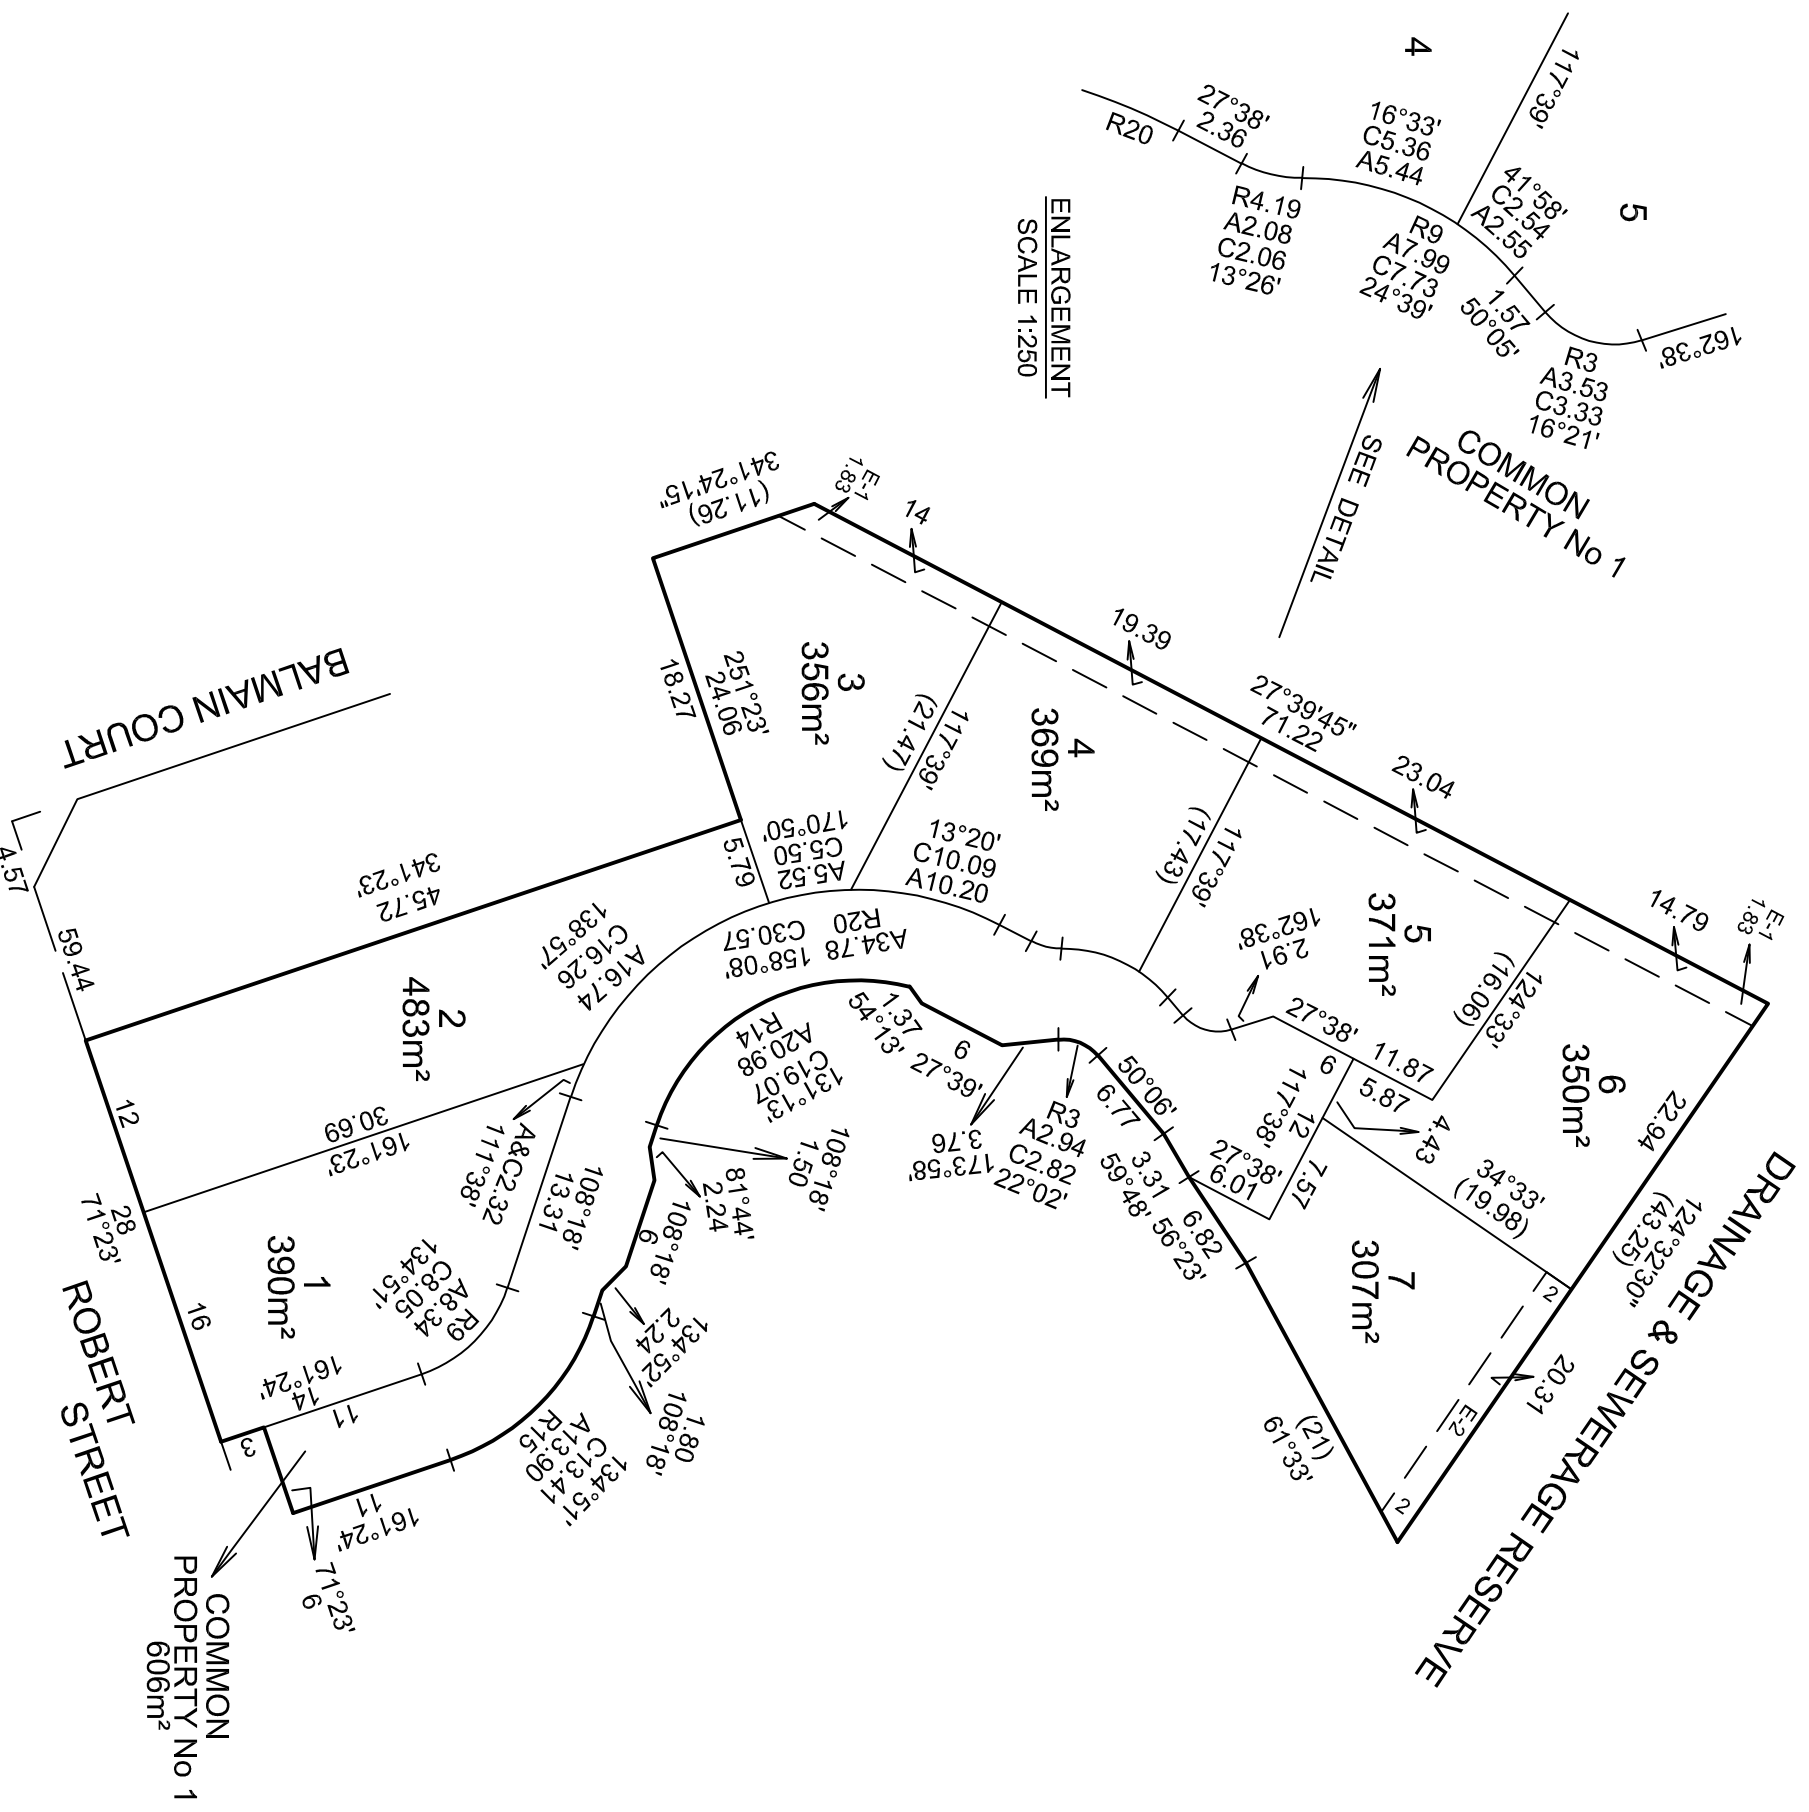 4
5
117°39'
27°38'
2.36
R20
16°33'
C5.36
A5.44
41°58'
C2.54
A2.55
R4.19
A2.08
C2.06
13°26'
R9
A7.99
C7.73
24°39'
1.57
50°05'
162°38'
R3
A3.53
C3.33
16°21'
ENLARGEMENT
SCALE 1:250
SEE DETAIL
COMMON
PROPERTY No 1
341°24'15"
(11.26)
E-1
1.83
14
19.39
27°39'45"
71.22
23.04
14.79
E-1
1.83
18.27
251°23'
24.06
3
356m²
117°39'
(21.47)
4
369m²
117°39'
(17.43)
5
371m²
124°33'
(16.06)
6
350m²
22.94
BALMAIN COURT
4.57
59.44
341°23'
45.72
5.79
170°50'
C5.50
A5.52
13°20'
C10.09
A10.20
162°38'
2.91
27°38'
11.87
6
5.87
4.43
117°38'
12
7.57
27°38'
6.01
34°33'
(19.98)
124°32'30"
(43.25)
DRAINAGE & SEWERAGE RESERVE
2
483m²
138°57'
C16.26
A16.74
R20
A34.78
C30.57
158°08'
1.37
54°13'
6
27°39'
R14
A20.98
C19.07
131°13'
3.76
173°58'
R3
A2.94
C2.82
22°02'
50°06'
6.77
3.31
59°48'
6.82
56°23'
7
307m²
2
20.31
E-2
2
(21)
61°33'
12
30.69
161°23'
A&C2.32
111°38'
108°18'
13.31
108°18'
1.50
81°44'
2.24
108°18'
6
134°52'
2.24
1.80
108°18'
28
71°23'
16
1
390m²
R9
A8.34
C8.05
134°51'
161°24'
14
11
3
134°51'
C13.41
A13.90
R15
161°24'
11
71°23'
6
ROBERT
STREET
COMMON
PROPERTY No 1
606m²